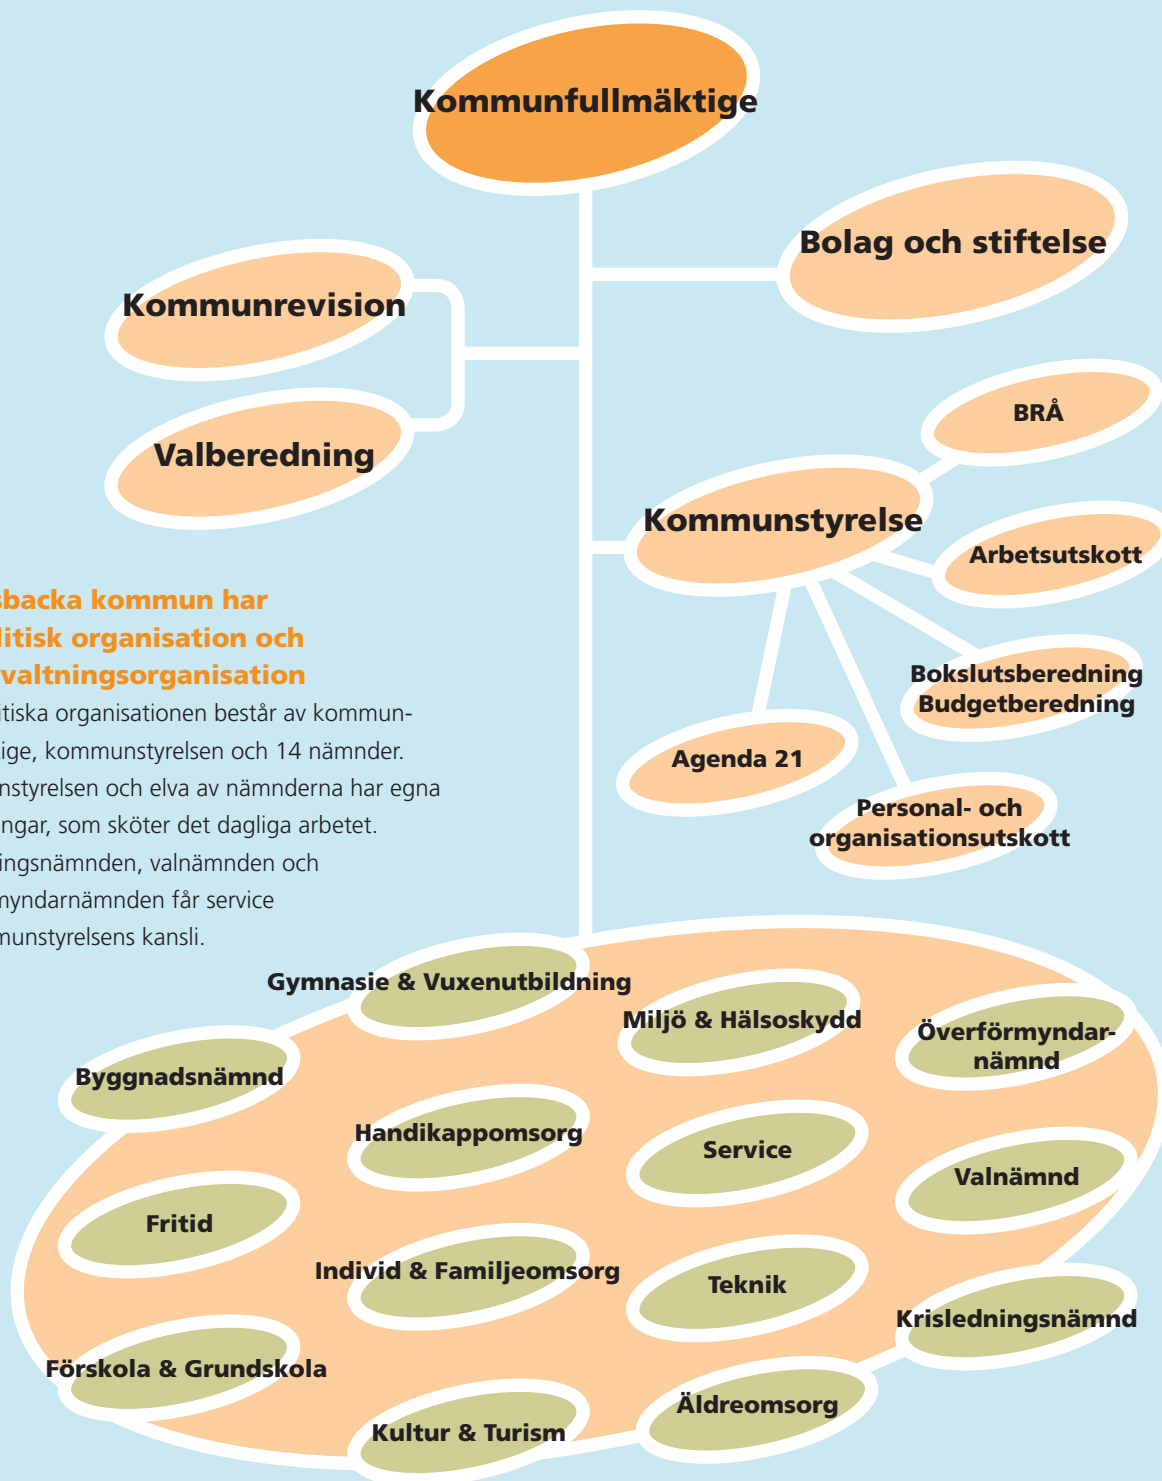 Kommunfullmäktige
Bolag och stiftelse
Kommunrevision
Valberedning
BRÅ
Kommunstyrelse
Arbetsutskott
Bokslutsberedning
Budgetberedning
Agenda 21
Personal- och
organisationsutskott
sbacka kommun har
litisk organisation och
valtningsorganisation
itiska organisationen består av kommun-
tige, kommunstyrelsen och 14 nämnder.
nstyrelsen och elva av nämnderna har egna
ngar, som sköter det dagliga arbetet.
ingsnämnden, valnämnden och
myndarnämnden får service
munstyrelsens kansli.
Gymnasie & Vuxenutbildning
Miljö & Hälsoskydd
Överförmyndar-
nämnd
Byggnadsnämnd
Handikappomsorg
Service
Valnämnd
Fritid
Individ & Familjeomsorg
Teknik
Krisledningsnämnd
Förskola & Grundskola
Kultur & Turism
Äldreomsorg